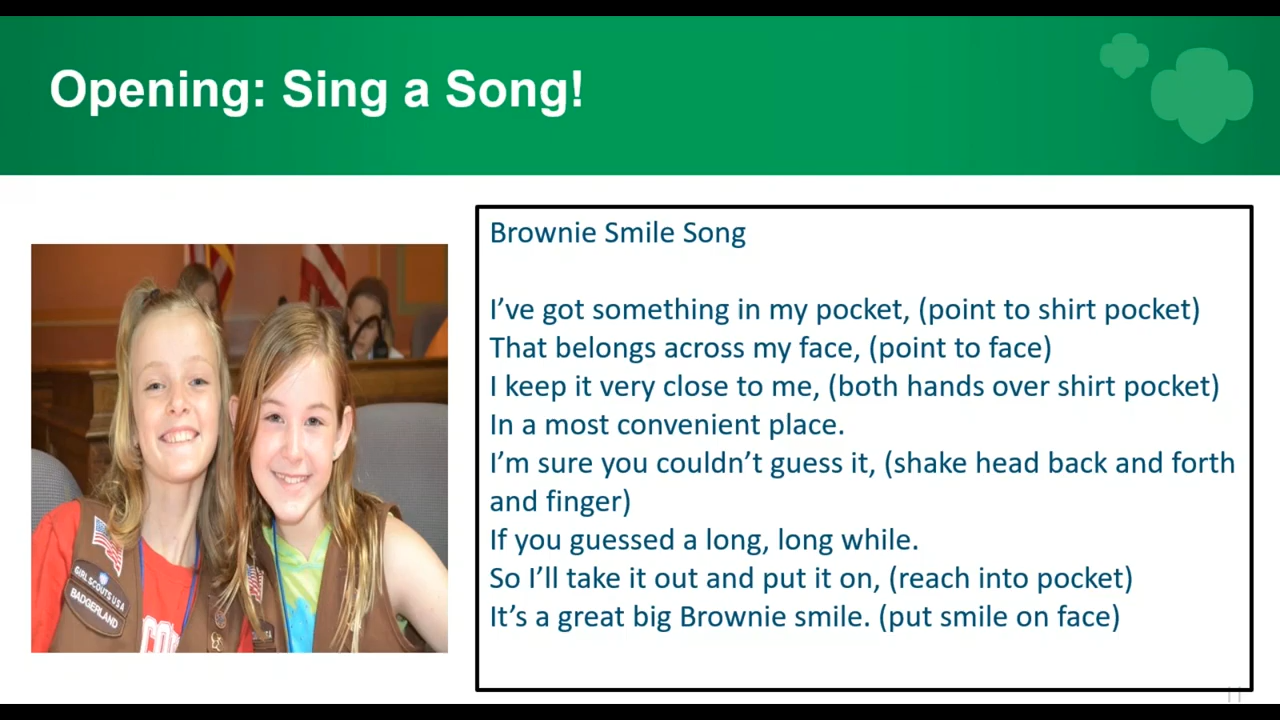 Opening: Sing a Song!
Brownie Smile Song
I've got something in my pocket, (point to shirt pocket)
That belongs across my face, (point to face)
I keep it very close to me, (both hands over shirt pocket)
In a most convenient place.
I'm sure you couldn't guess it, (shake head back and forth
and finger)
If you guessed a long, long while.
So I'll take it out and put it on, (reach into pocket)
It's a great big Brownie smile. (put smile on face)
GIRL SCOUTS USA
BADGERLAND